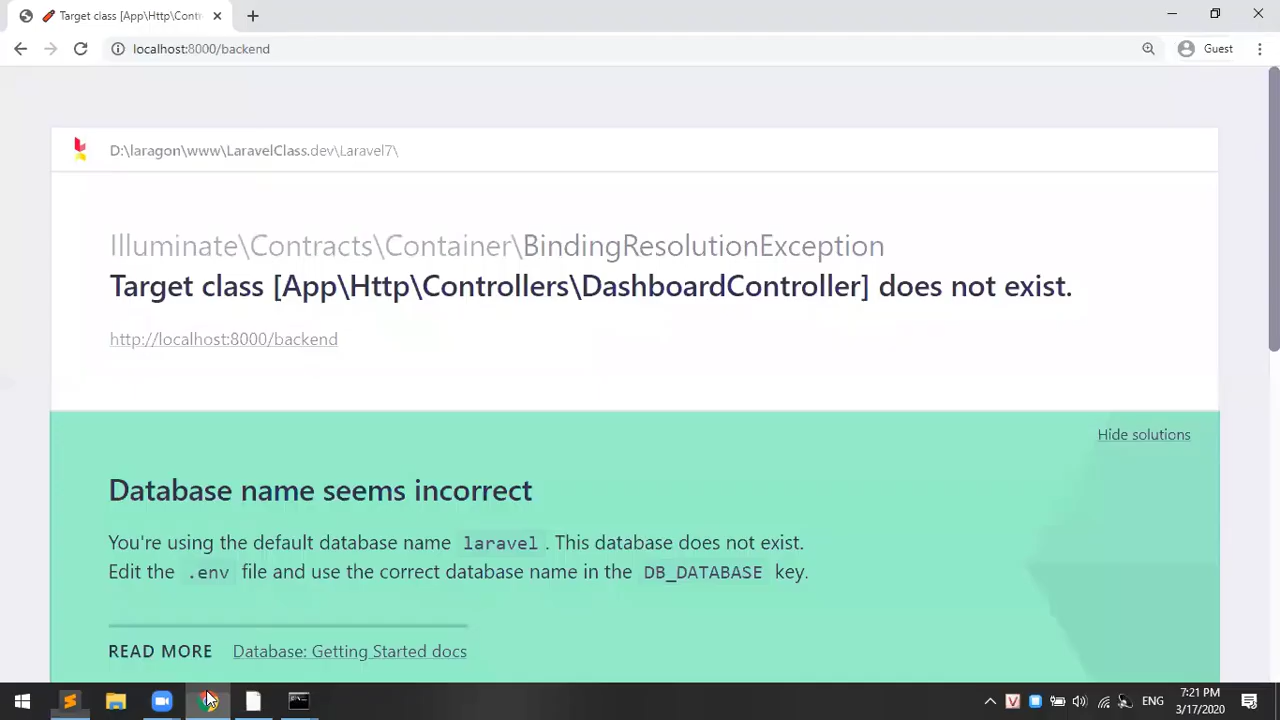 Target class [App\Http\Contr
localhost:8000/backend
Guest
D:\laragon\www\LaravelClass.dev\Laravel7\
Illuminate\Contracts\Container\BindingResolutionException
Target class [App\Http\Controllers\DashboardController] does not exist.
http://localhost:8000/backend
Hide solutions
Database name seems incorrect
You're using the default database name laravel . This database does not exist.
Edit the .env file and use the correct database name in the DB_DATABASE key.
READ MORE Database: Getting Started docs
ENG
7:21 PM
3/17/2020